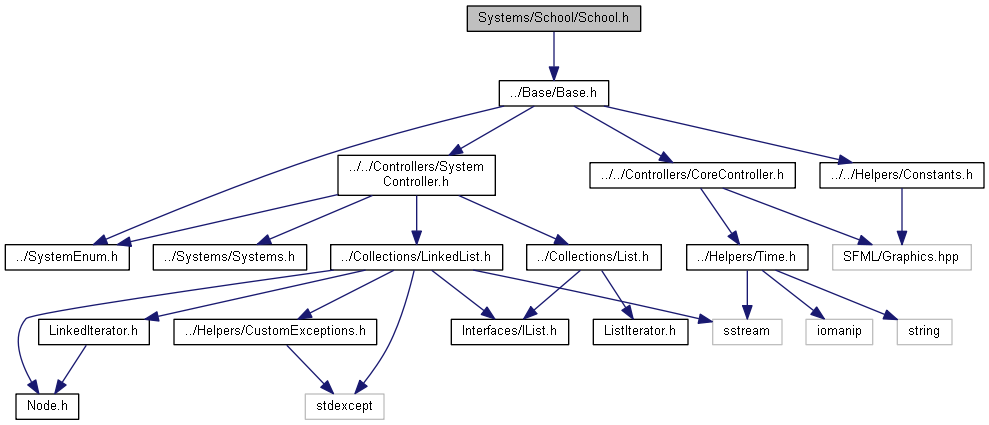 Systems/School/School.h
../Base/Base.h
../../Controllers/System
Controller.h
../../Controllers/CoreController.h
../../Helpers/Constants.h
../SystemEnum.h
../Systems/Systems.h
../Collections/LinkedList.h
../Collections/List.h
../Helpers/Time.h
SFML/Graphics.hpp
LinkedIterator.h
../Helpers/CustomExceptions.h
Interfaces/IList.h
ListIterator.h
sstream
iomanip
string
Node.h
stdexcept